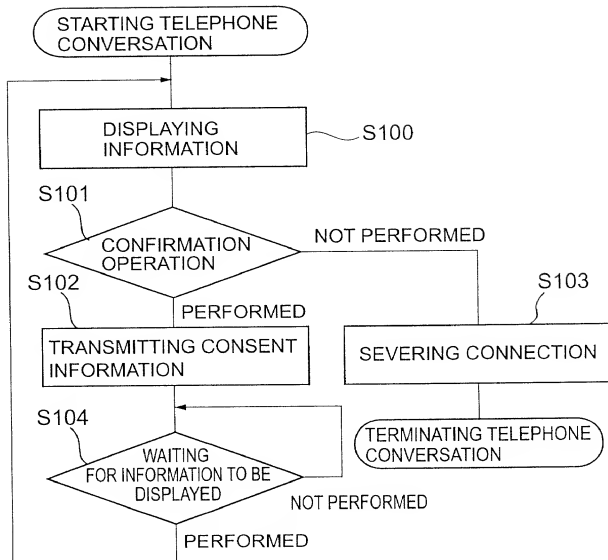 STARTING TELEPHONE
CONVERSATION
DISPLAYING
INFORMATION
S100
S101
CONFIRMATION
OPERATION
NOT PERFORMED
S102
PERFORMED
S103
TRANSMITTING CONSENT
INFORMATION
SEVERING CONNECTION
S104
TERMINATING TELEPHONE
CONVERSATION
WAITING
FOR INFORMATION TO BE
DISPLAYED
NOT PERFORMED
PERFORMED